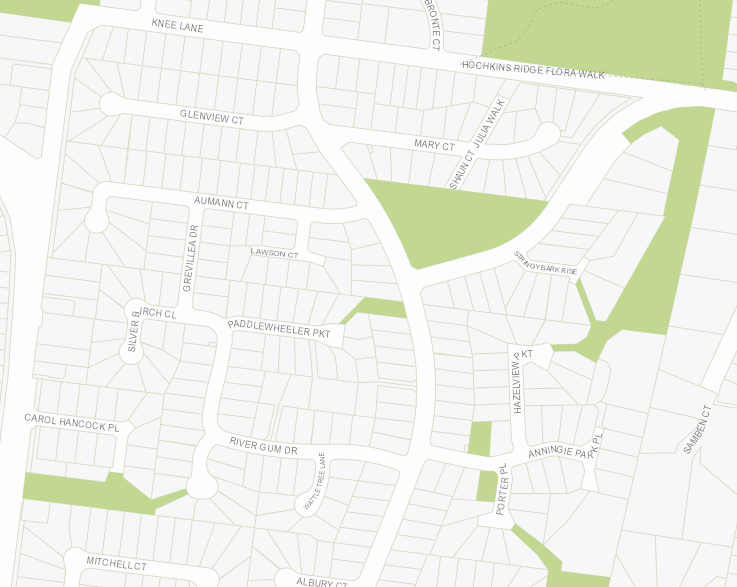 BRONTE CT
KNEE LANE
HOCHKINS RIDGE FLORA WALK
GLENVIEW CT
MARY CT
SHAUN CT JULIA WALK
AUMANN CT
GREVILLEA DR
LAWSON CT
STRINGYBARK RISE
SILVER BIRCH CL
PADDLEWHEELER PKT
HAZELVIEW PKT
CAROL HANCOCK PL
RIVER GUM DR
WATTLE TREE LANE
ANNINGIE PARK PL
SAMBEN CT
PORTER PL
MITCHELL CT
ALBURY CT